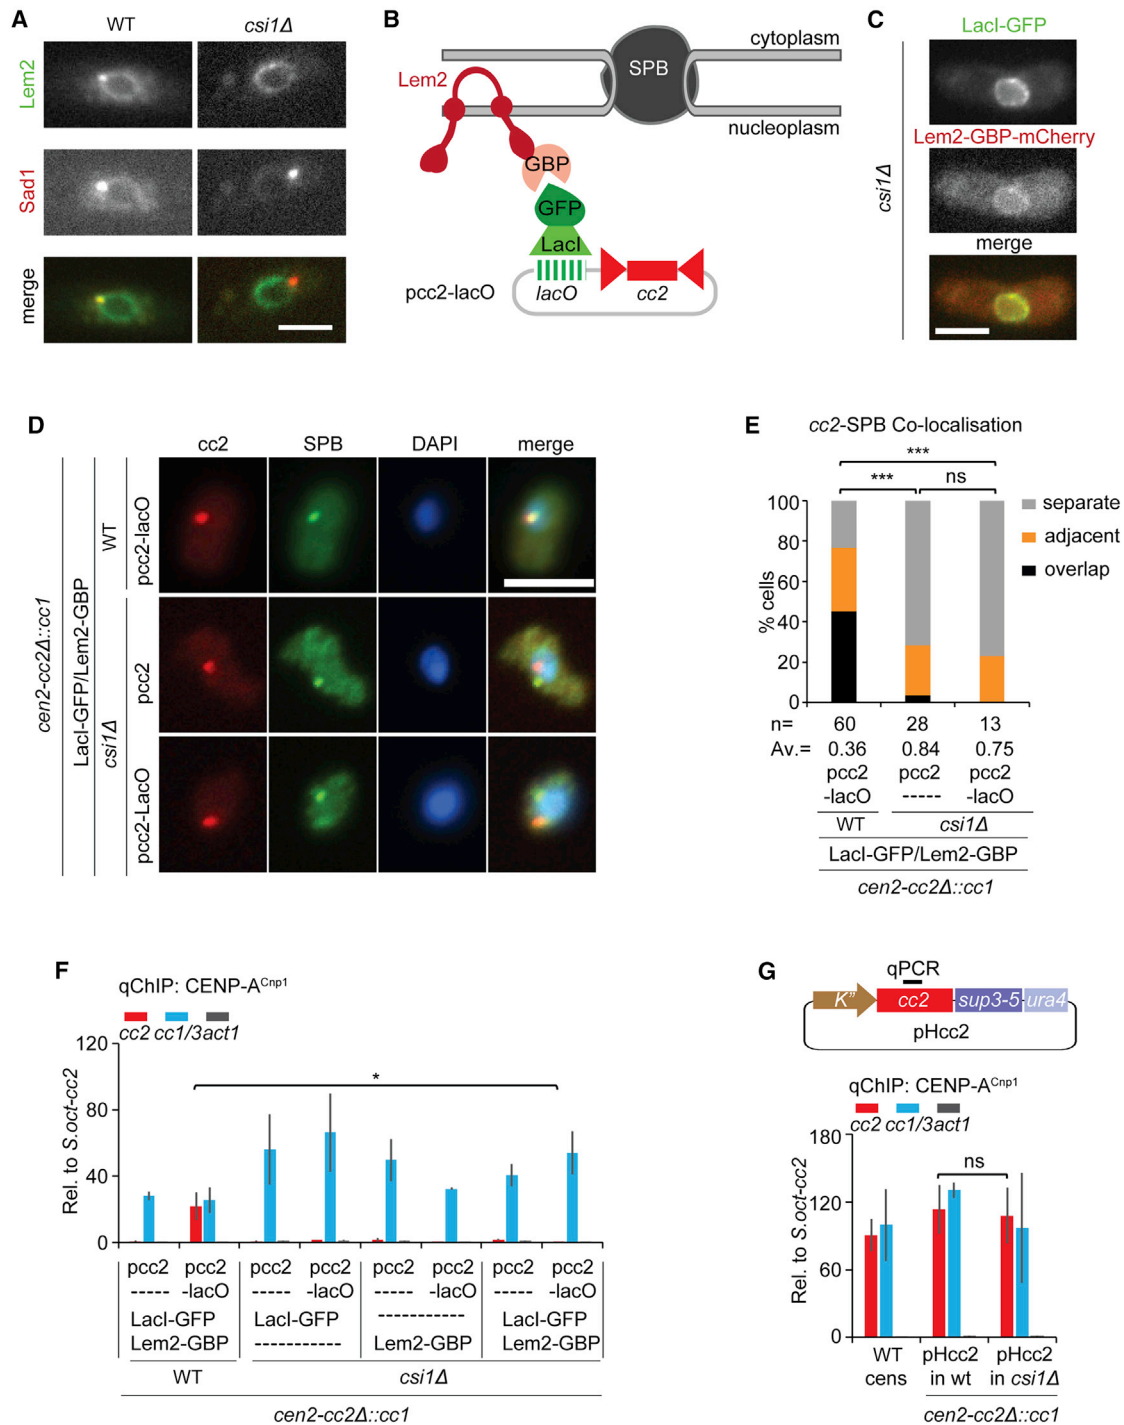 A
WT
csi1Δ
Lem2
Sad1
merge
B
cytoplasm
SPB
Lem2
nucleoplasm
GBP
GFP
LacI
pcc2-lacO
lacO
cc2
C
LacI-GFP
Lem2-GBP-mCherry
merge
csi1Δ
D
cc2
SPB
DAPI
merge
cen2-cc2Δ::cc1
LacI-GFP/Lem2-GBP
WT
csi1Δ
pcc2-lacO
pcc2
pcc2-LacO
E
cc2-SPB Co-localisation
***
***
ns
100
80
60
40
20
0
% cells
separate
adjacent
overlap
n= 60 28 13
Av.= 0.36 0.84 0.75
pcc2 pcc2 pcc2
-lacO ----- -lacO
WT csi1Δ
LacI-GFP/Lem2-GBP
cen2-cc2Δ::cc1
F
qChIP: CENP-ACnp1
cc2 cc1/3 act1
120
80
40
0
Rel. to S.oct-cc2
*
pcc2 pcc2 pcc2 pcc2 pcc2 pcc2 pcc2 pcc2
----- -lacO ----- -lacO ----- -lacO ----- -lacO
LacI-GFP LacI-GFP ----------- LacI-GFP
Lem2-GBP ----------- Lem2-GBP Lem2-GBP
WT csi1Δ
cen2-cc2Δ::cc1
G
qPCR
K” cc2 sup3-5 ura4
pHcc2
qChIP: CENP-ACnp1
cc2 cc1/3 act1
180
120
60
0
Rel. to S.oct-cc2
ns
WT pHcc2 pHcc2
cens in wt in csi1Δ
cen2-cc2Δ::cc1